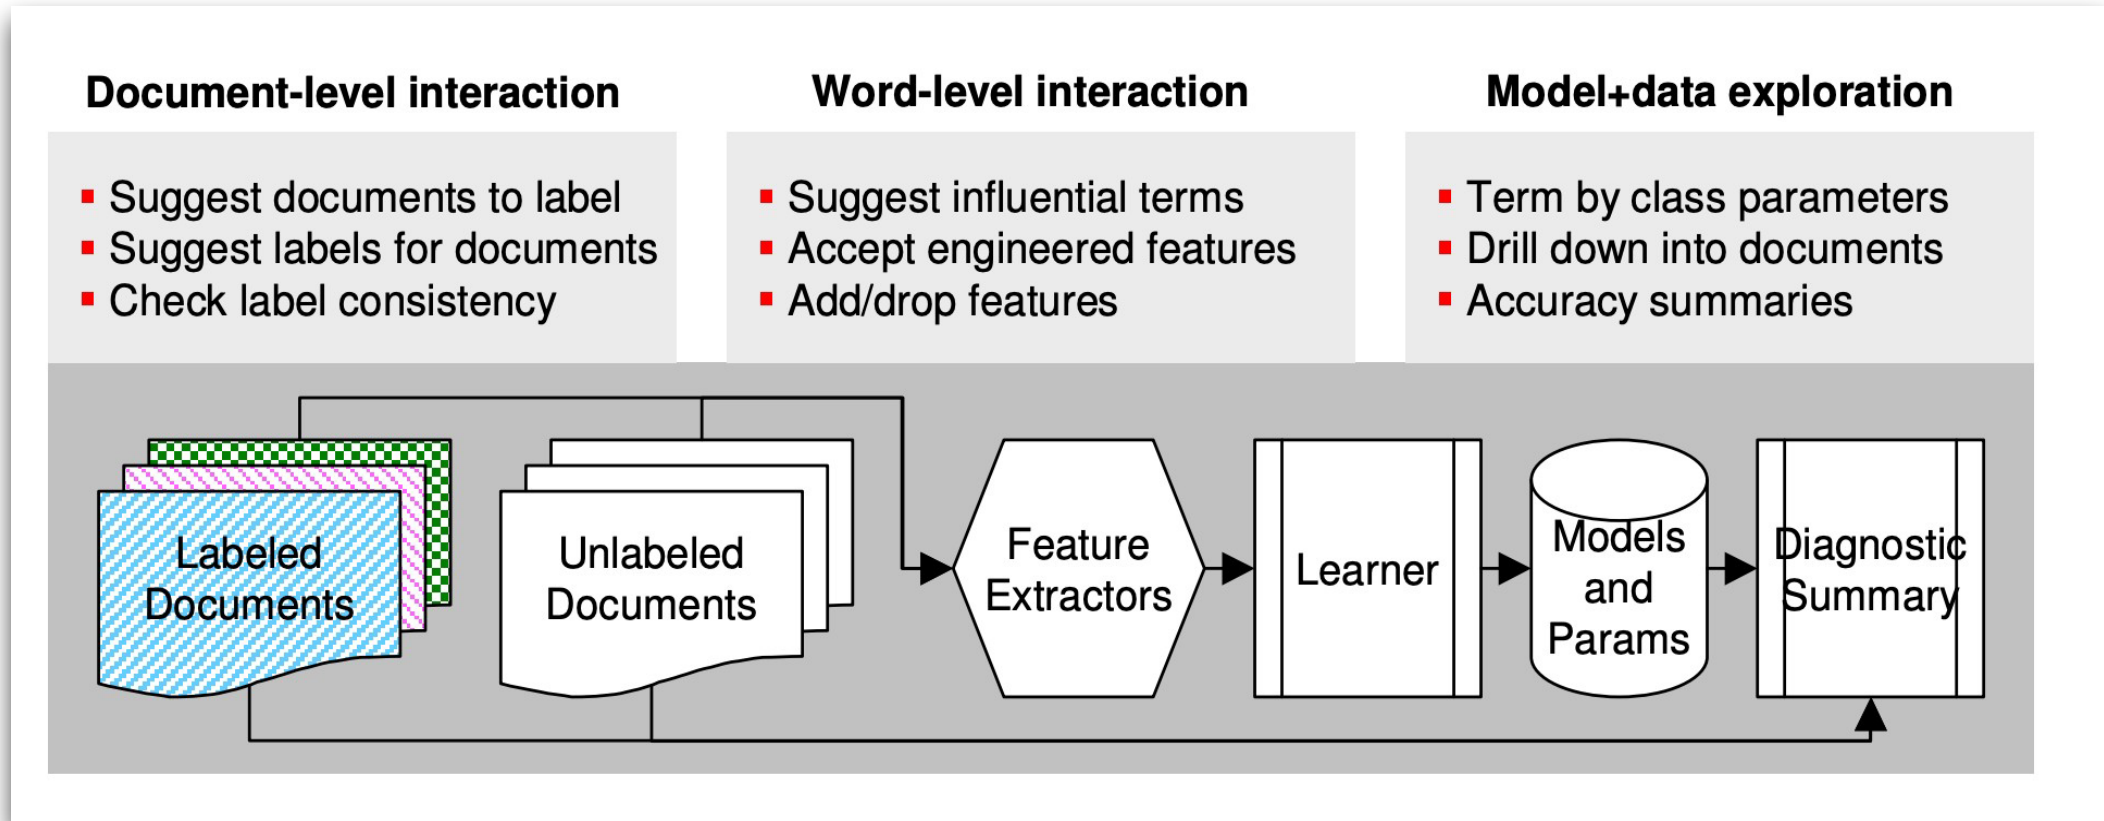 Document-level interaction
Suggest documents to label
Suggest labels for documents
Check label consistency
Word-level interaction
Suggest influential terms
Accept engineered features
Add/drop features
Model+data exploration
Term by class parameters
Drill down into documents
Accuracy summaries
Labeled
Documents
Unlabeled
Documents
Feature
Extractors
Learner
Models
and
Params
Diagnostic
Summary